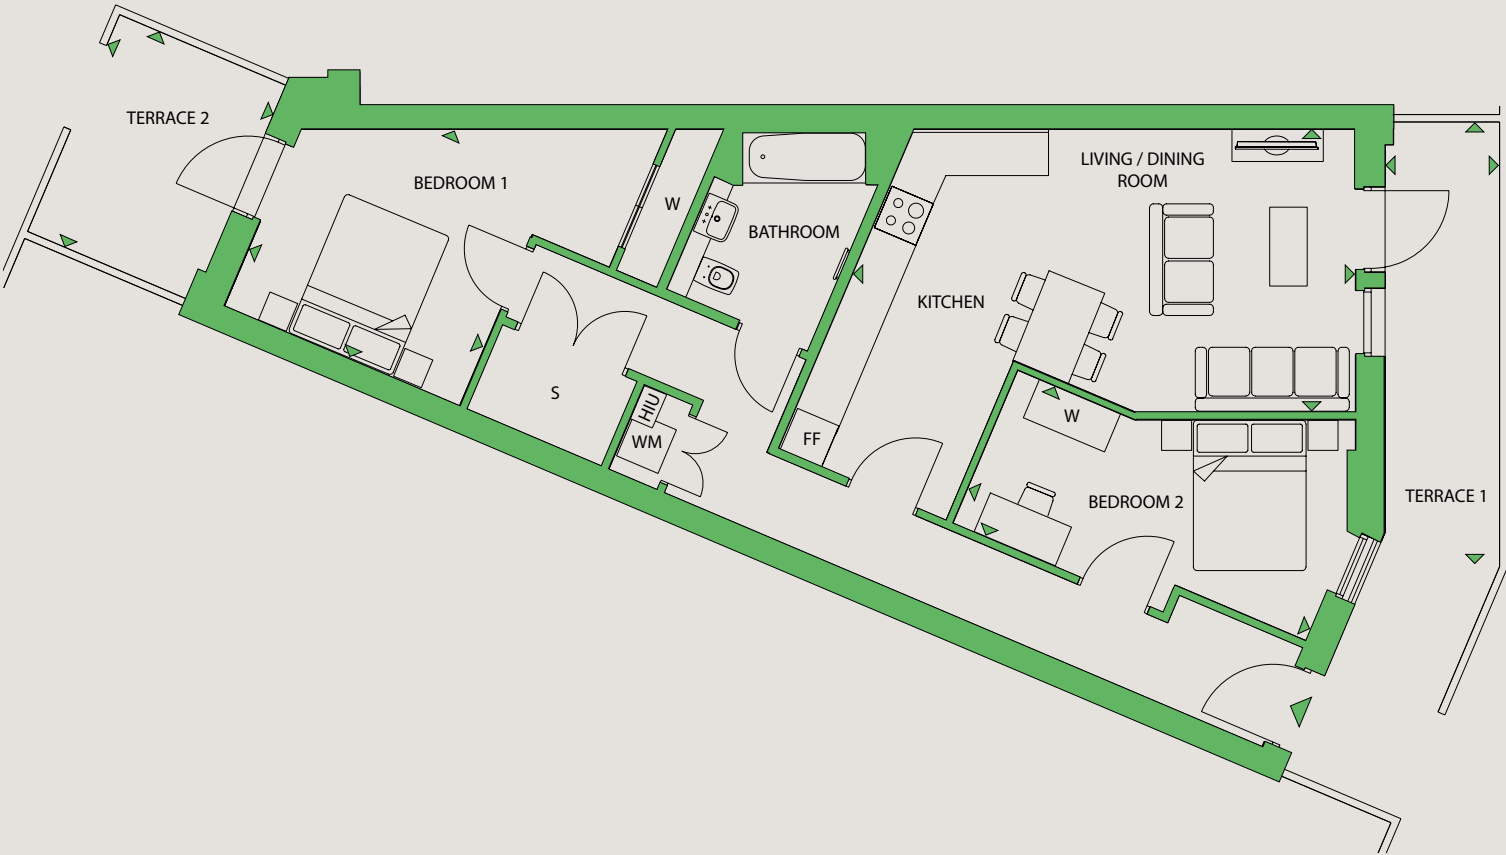 TERRACE 2
BEDROOM 1
W
BATHROOM
LIVING / DINING
ROOM
KITCHEN
S
HIU
WM
FF
W
BEDROOM 2
TERRACE 1